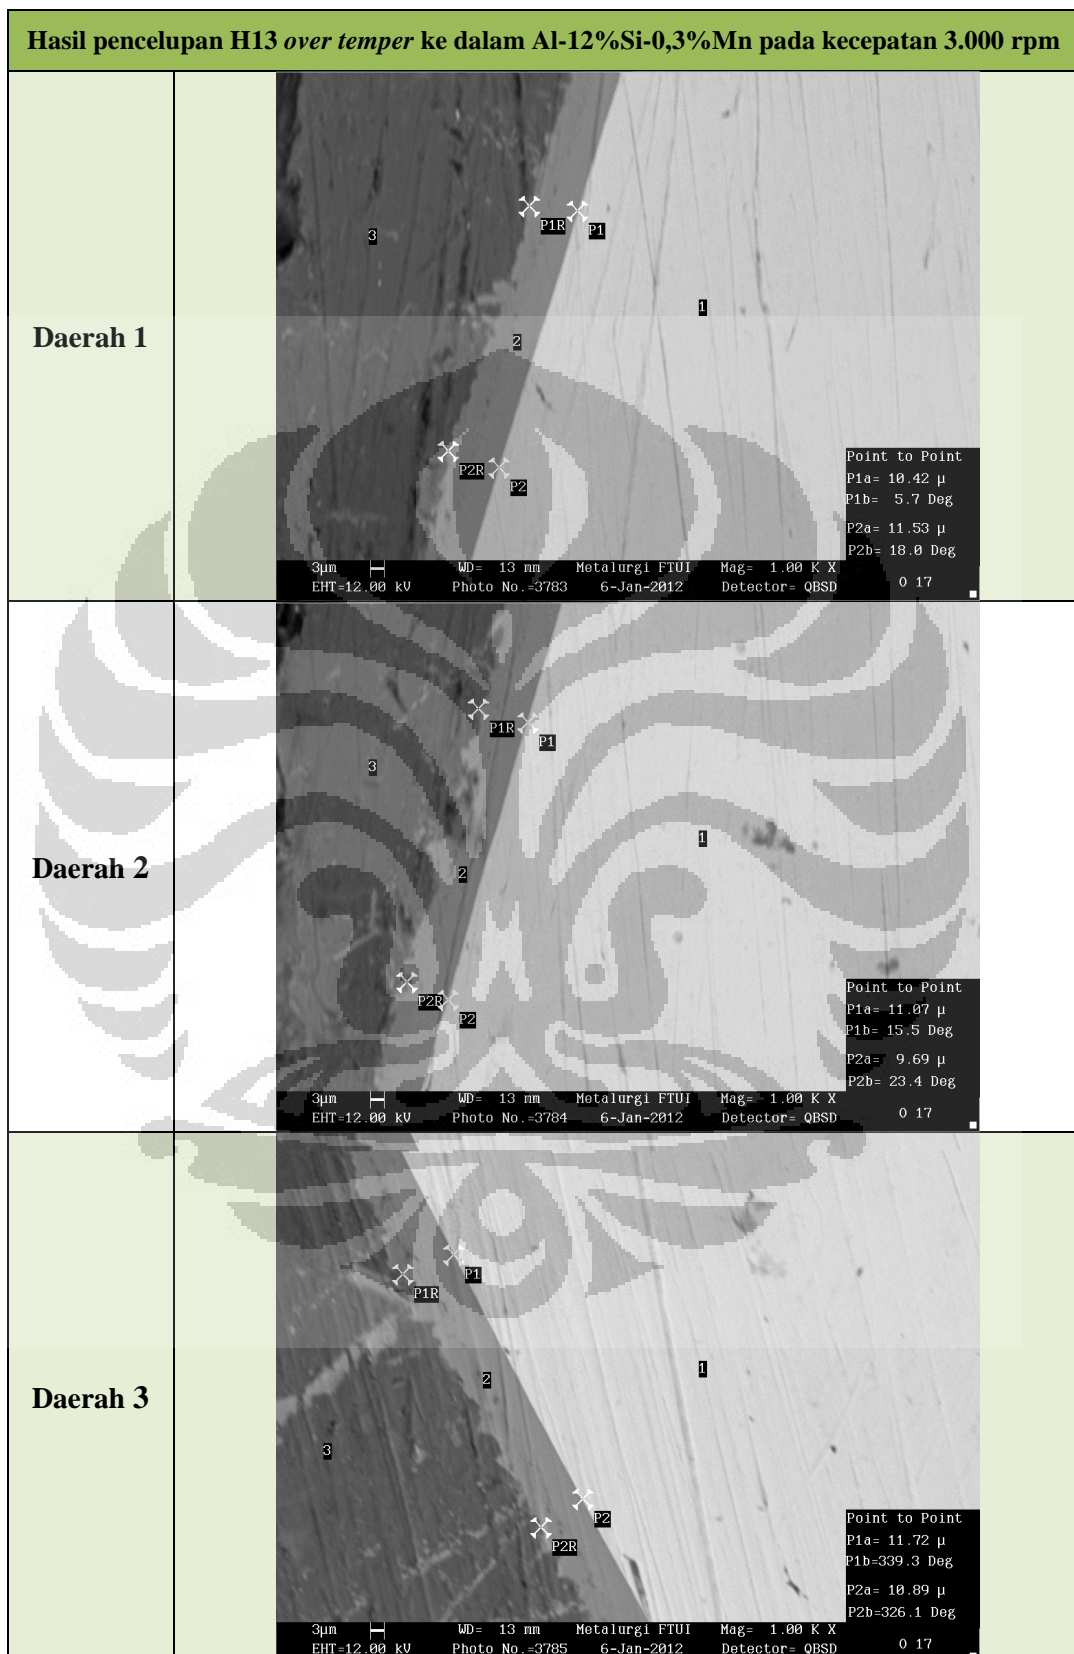 Hasil pencelupan H13 over temper ke dalam Al-12%Si-0,3%Mn pada kecepatan 3.000 rpm
Daerah 1
P1R
P1
3
1
2
P2R
P2
Point to Point
P1a= 10.42 µ
P1b= 5.7 Deg
P2a= 11.53 µ
P2b= 18.0 Deg
3µm WD= 13 mm Metalurgi FTUI Mag= 1.00 K X
EHT=12.00 kV Photo No.=3783 6-Jan-2012 Detector= QBSD
O 17
Daerah 2
P1R
P1
3
1
2
P2R
P2
Point to Point
P1a= 11.07 µ
P1b= 15.5 Deg
P2a= 9.69 µ
P2b= 23.4 Deg
3µm WD= 13 mm Metalurgi FTUI Mag= 1.00 K X
EHT=12.00 kV Photo No.=3784 6-Jan-2012 Detector= QBSD
O 17
Daerah 3
P1
P1R
1
2
3
P2
P2R
Point to Point
P1a= 11.72 µ
P1b=339.3 Deg
P2a= 10.89 µ
P2b=326.1 Deg
3µm WD= 13 mm Metalurgi FTUI Mag= 1.00 K X
EHT=12.00 kV Photo No.=3785 6-Jan-2012 Detector= QBSD
O 17